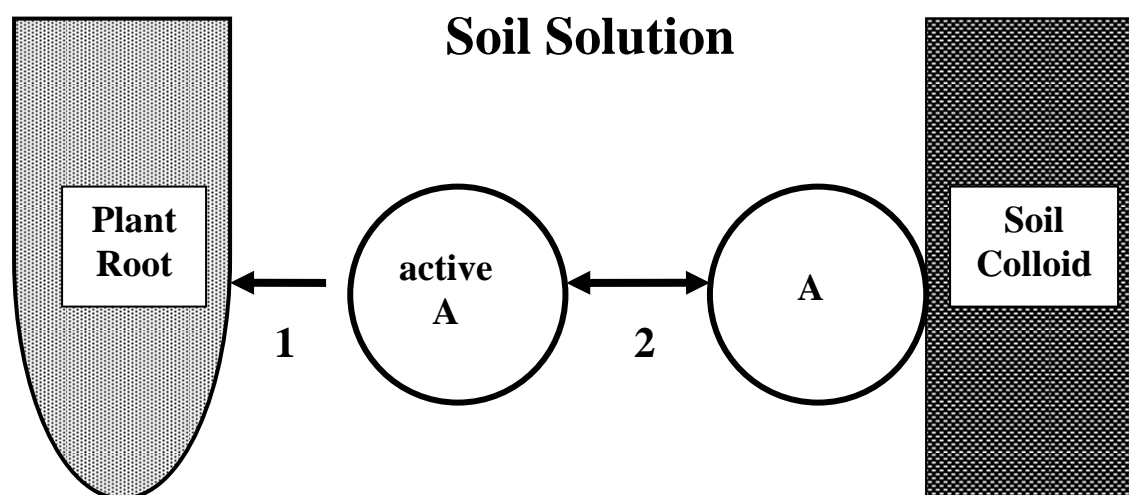 Soil Solution
Plant
Root
active
A
A
Soil
Colloid
1
2